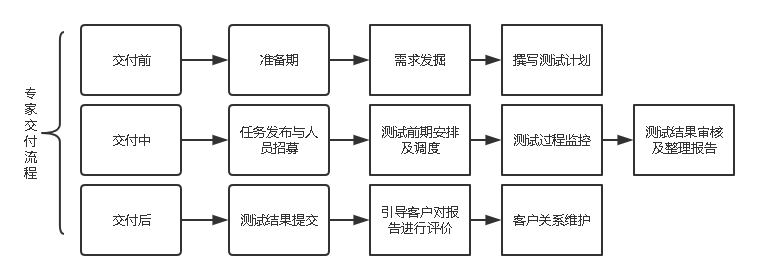 专家交付流程
交付前
准备期
需求发掘
撰写测试计划
交付中
任务发布与人
员招募
测试前期安排
及调度
测试过程监控
测试结果审核
及整理报告
交付后
测试结果提交
引导客户对报
告进行评价
客户关系维护